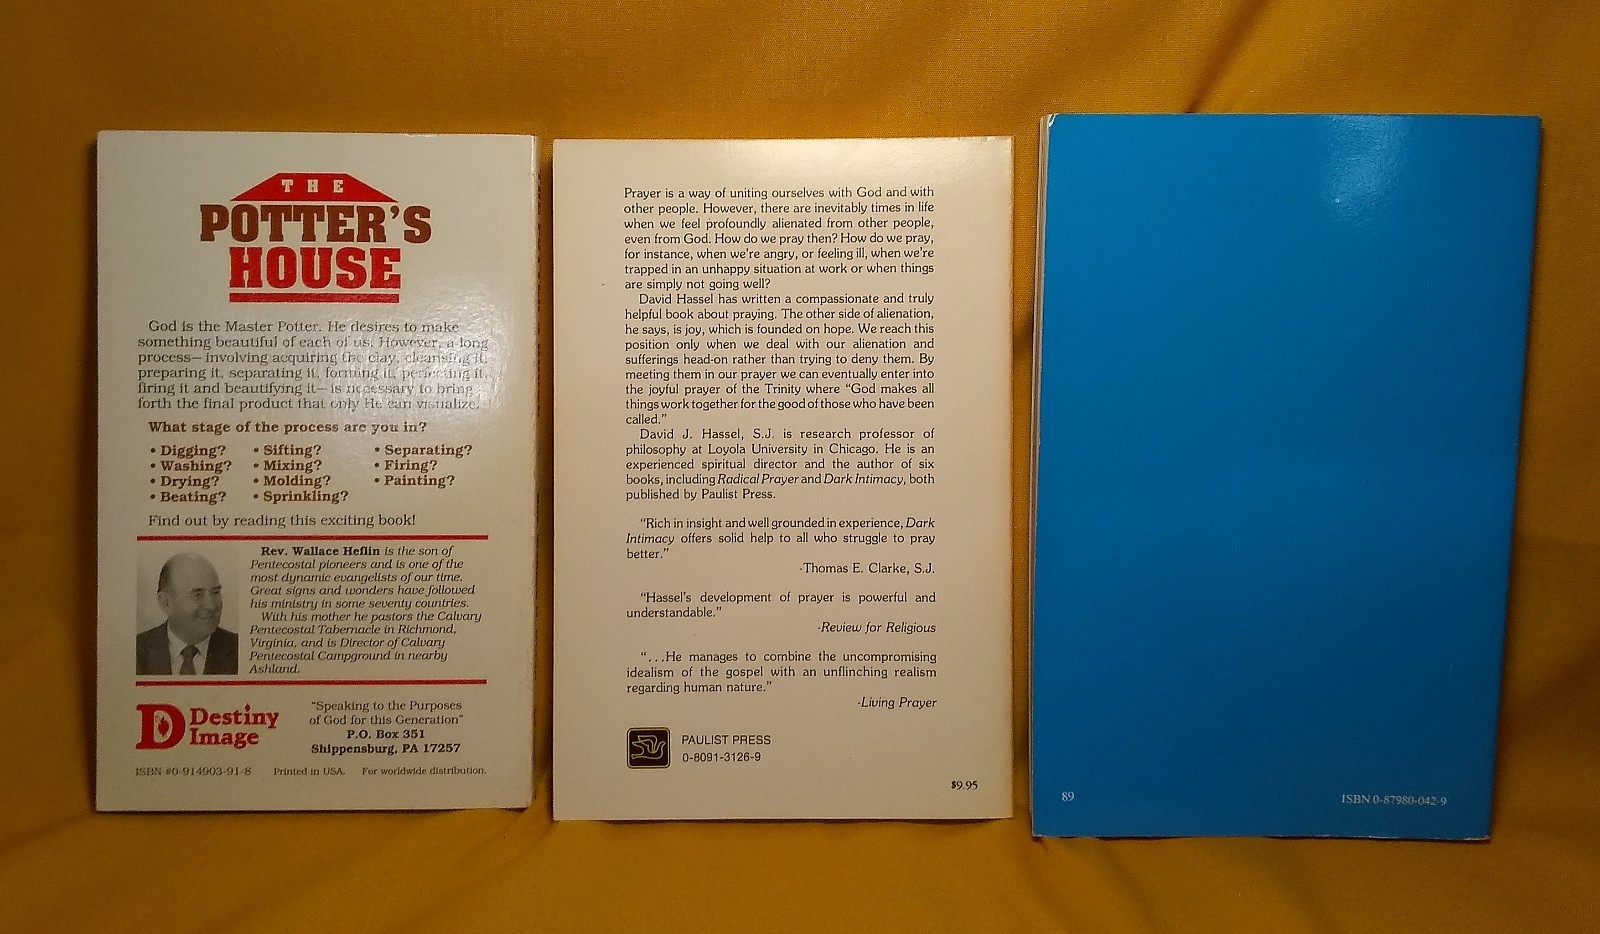 THE
POTTER'S
HOUSE
God is the Master Potter. He desires to make
something beautiful of each of us. However, a long
process— involving acquiring the clay, cleansing it,
preparing it, separating it, forming it, perfecting it,
firing it and beautifying it— is necessary to bring
forth the final product that only He can visualize.
What stage of the process are you in?
• Digging? • Sifting? • Separating?
• Washing? • Mixing? • Firing?
• Drying? • Molding? • Painting?
• Beating? • Sprinkling?
Find out by reading this exciting book!
Rev. Wallace Heflin is the son of
Pentecostal pioneers and is one of the
most dynamic evangelists of our time.
Great signs and wonders have followed
his ministry in some seventy countries.
With his mother he pastors the Calvary
Pentecostal Tabernacle in Richmond,
Virginia, and is Director of Calvary
Pentecostal Campground in nearby
Ashland.
Destiny
Image
"Speaking to the Purposes
of God for this Generation"
P.O. Box 351
Shippensburg, PA 17257
ISBN #0-914903-91-8 Printed in USA. For worldwide distribution.
Prayer is a way of uniting ourselves with God and with
other people. However, there are inevitably times in life
when we feel profoundly alienated from other people,
even from God. How do we pray then? How do we pray,
for instance, when we're angry, or feeling ill, when we're
trapped in an unhappy situation at work or when things
are simply not going well?
David Hassel has written a compassionate and truly
helpful book about praying. The other side of alienation,
he says, is joy, which is founded on hope. We reach this
position only when we deal with our alienation and
sufferings head-on rather than trying to deny them. By
meeting them in our prayer we can eventually enter into
the joyful prayer of the Trinity where "God makes all
things work together for the good of those who have been
called."
David J. Hassel, S.J. is research professor of
philosophy at Loyola University in Chicago. He is an
experienced spiritual director and the author of six
books, including Radical Prayer and Dark Intimacy, both
published by Paulist Press.
"Rich in insight and well grounded in experience, Dark
Intimacy offers solid help to all who struggle to pray
better."
-Thomas E. Clarke, S.J.
"Hassel's development of prayer is powerful and
understandable."
-Review for Religious
"...He manages to combine the uncompromising
idealism of the gospel with an unflinching realism
regarding human nature."
-Living Prayer
PAULIST PRESS
0-8091-3126-9
$9.95
89
ISBN 0-87980-042-9